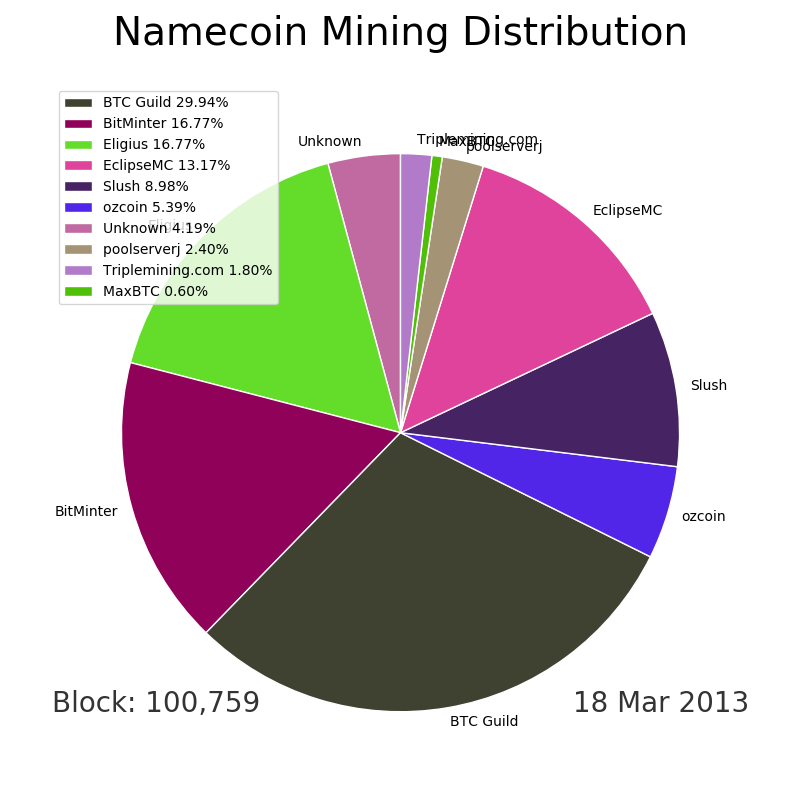 Namecoin Mining Distribution
BTC Guild 29.94%
BitMinter 16.77%
Eligius 16.77%
EclipseMC 13.17%
Slush 8.98%
ozcoin 5.39%
Unknown 4.19%
poolserverj 2.40%
Triplemining.com 1.80%
MaxBTC 0.60%
Unknown
Triplemining.com
MaxBTC
poolserverj
EclipseMC
Eligius
Slush
BitMinter
ozcoin
BTC Guild
Block: 100,759
18 Mar 2013